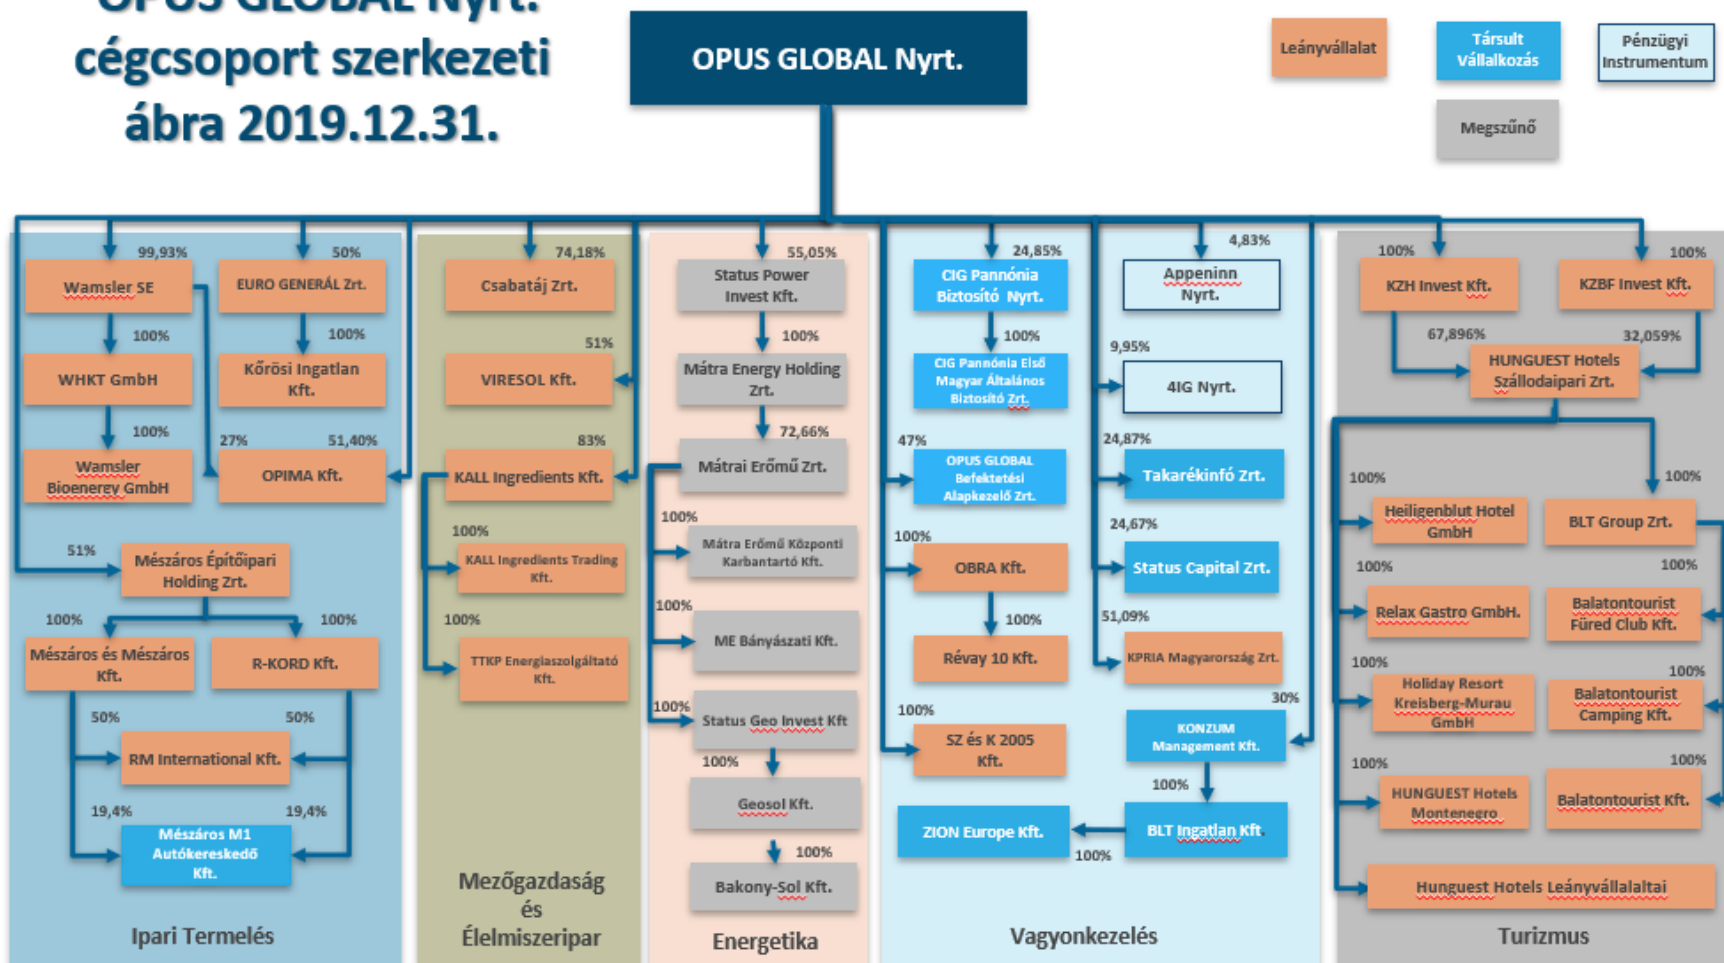 OPUS GLOBAL Nyrt.
cégcsoport szerkezeti
ábra 2019.12.31.
OPUS GLOBAL Nyrt.
Leányvállalat
Társult
Vállalkozás
Pénzügyi
Instrumentum
Megszűnő
99,93%
Wamsler SE
50%
EURO GENERÁL Zrt.
100%
WHKT GmbH
100%
Kőrösi Ingatlan
Kft.
100%
Wamsler
Bioenergy GmbH
27%
51,40%
OPIMA Kft.
51%
Mészáros Építőipari
Holding Zrt.
100%
Mészáros és Mészáros
Kft.
100%
R-KORD Kft.
50%
50%
RM International Kft.
19,4%
19,4%
Mészáros M1
Autókereskedő
Kft.
Ipari Termelés
74,18%
Csabatáj Zrt.
51%
VIRESOL Kft.
83%
KALL Ingredients Kft.
100%
KALL Ingredients Trading
Kft.
100%
TTKP Energiaszolgáltató
Kft.
Mezőgazdaság
és
Élelmiszeripar
55,05%
Status Power
Invest Kft.
100%
Mátra Energy Holding
Zrt.
72,66%
Mátrai Erőmű Zrt.
100%
Mátra Erőmű Központi
Karbantartó Kft.
100%
ME Bányászati Kft.
100%
Status Geo Invest Kft
100%
Geosol Kft.
100%
Bakony-Sol Kft.
Energetika
24,85%
CIG Pannónia
Biztosító Nyrt.
100%
CIG Pannónia Első
Magyar Általános
Biztosító Zrt.
47%
OPUS GLOBAL
Befektetési
Alapkezelő Zrt.
100%
OBRA Kft.
100%
Révay 10 Kft.
100%
SZ és K 2005
Kft.
ZION Europe Kft.
4,83%
Appeninn
Nyrt.
9,95%
4IG Nyrt.
24,87%
Takarékinfó Zrt.
24,67%
Status Capital Zrt.
51,09%
KPRIA Magyarország Zrt.
30%
KONZUM
Management Kft.
100%
BLT Ingatlan Kft.
100%
Vagyonkezelés
100%
KZH Invest Kft.
100%
KZBF Invest Kft.
67,896%
32,059%
HUNGUEST Hotels
Szállodaipari Zrt.
100%
Heiligenblut Hotel
GmbH
100%
BLT Group Zrt.
100%
Relax Gastro GmbH.
100%
Balatontourist
Füred Club Kft.
100%
Holiday Resort
Kreisberg-Murau
GmbH
100%
Balatontourist
Camping Kft.
100%
HUNGUEST Hotels
Montenegro
100%
Balatontourist Kft.
Hunguest Hotels Leányvállalaltai
Turizmus